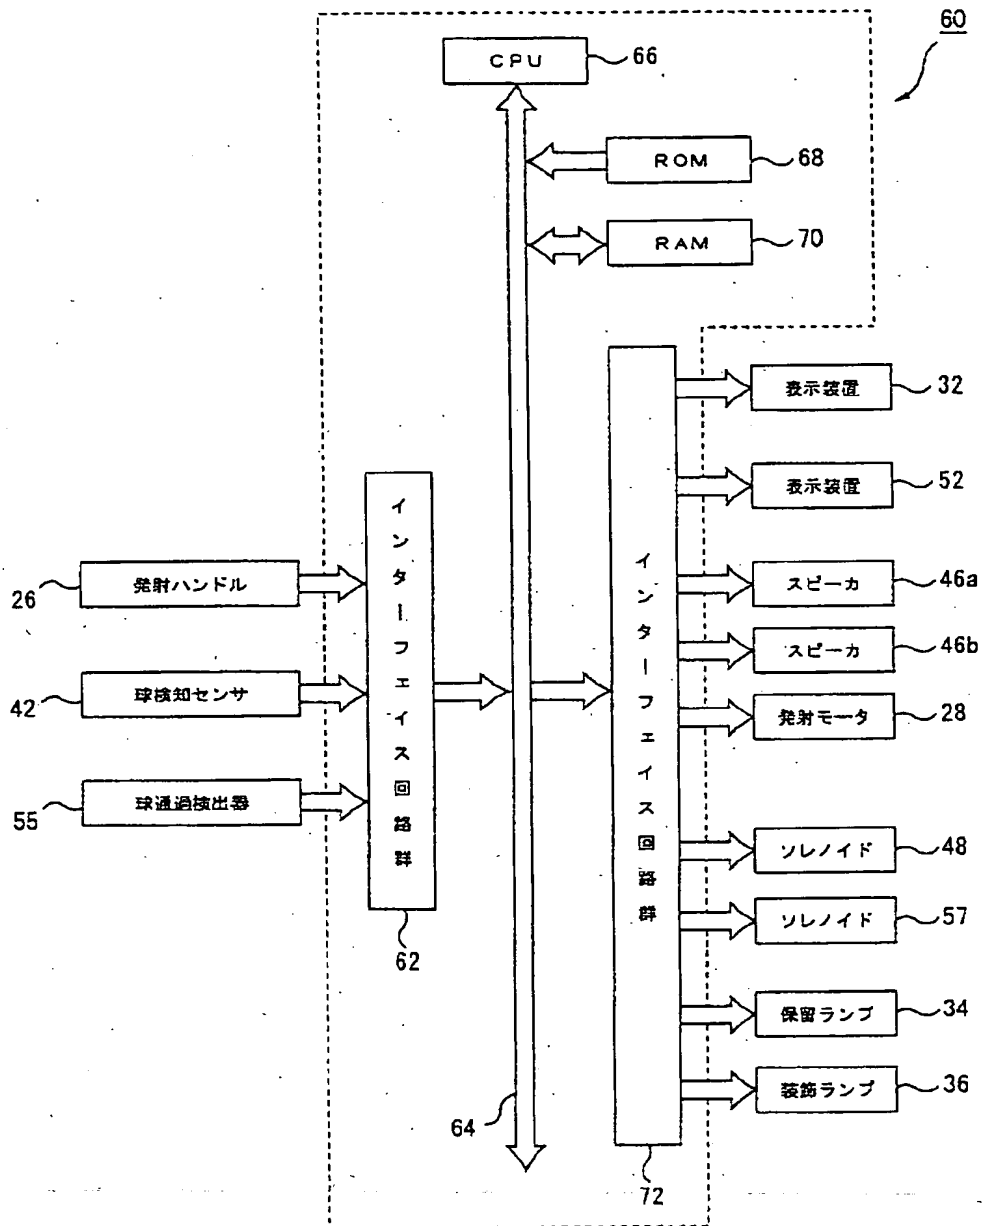 60
CPU
66
ROM
68
RAM
70
表示装置
32
表示装置
52
インターフェイス回路群
インターフェイス回路群
26
発射ハンドル
スピーカ
46a
スピーカ
46b
42
球検知センサ
発射モータ
28
55
球通過検出器
ソレノイド
48
ソレノイド
57
62
保留ランプ
34
装飾ランプ
36
64
72